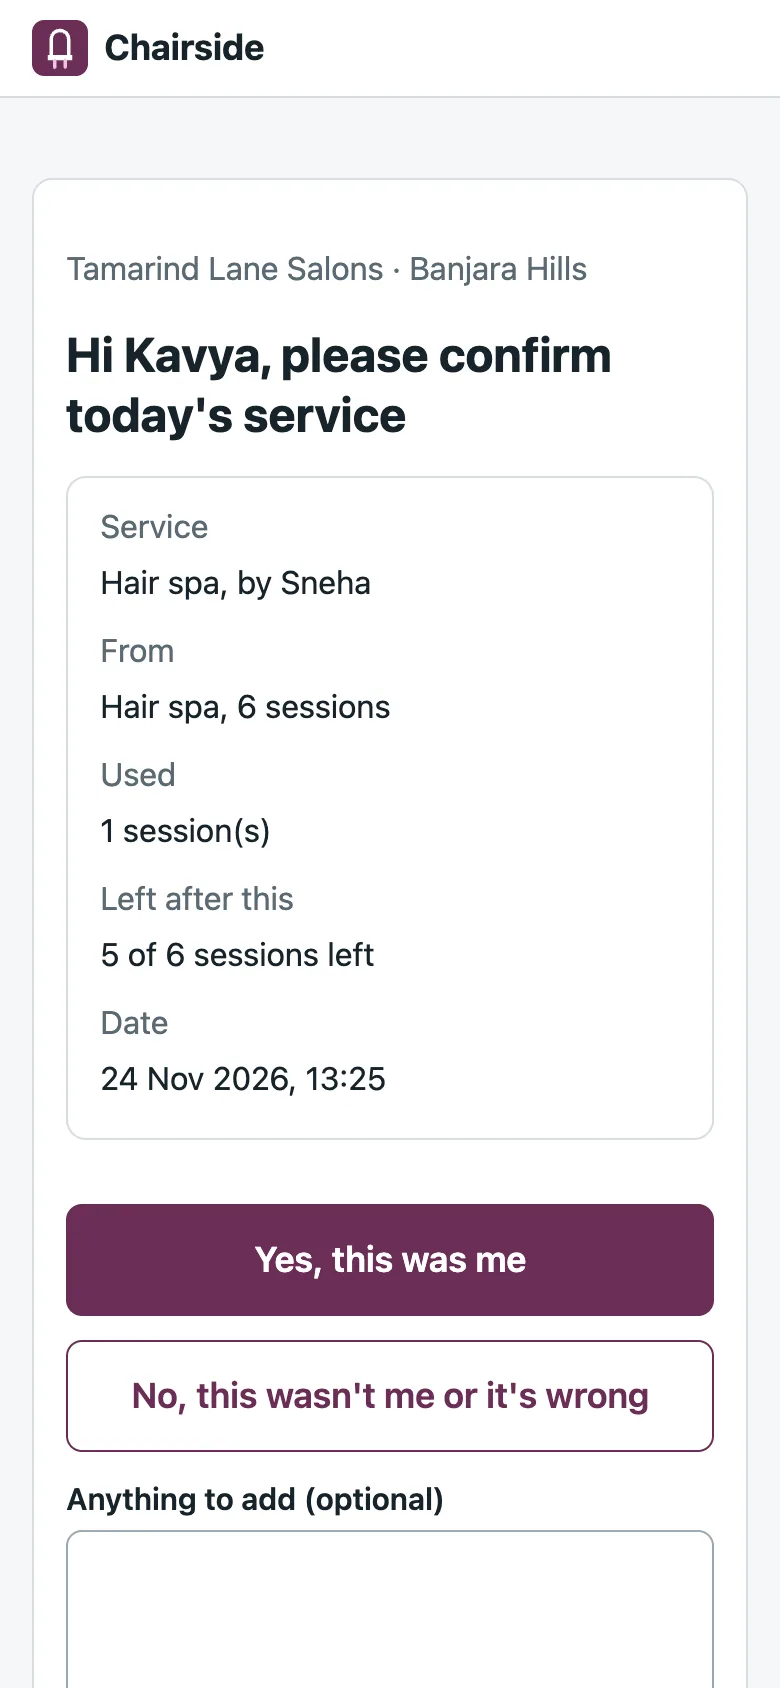 Chairside
Tamarind Lane Salons · Banjara Hills
Hi Kavya, please confirm
today's service
Service
Hair spa, by Sneha
From
Hair spa, 6 sessions
Used
1 session(s)
Left after this
5 of 6 sessions left
Date
24 Nov 2026, 13:25
Yes, this was me
No, this wasn't me or it's wrong
Anything to add (optional)